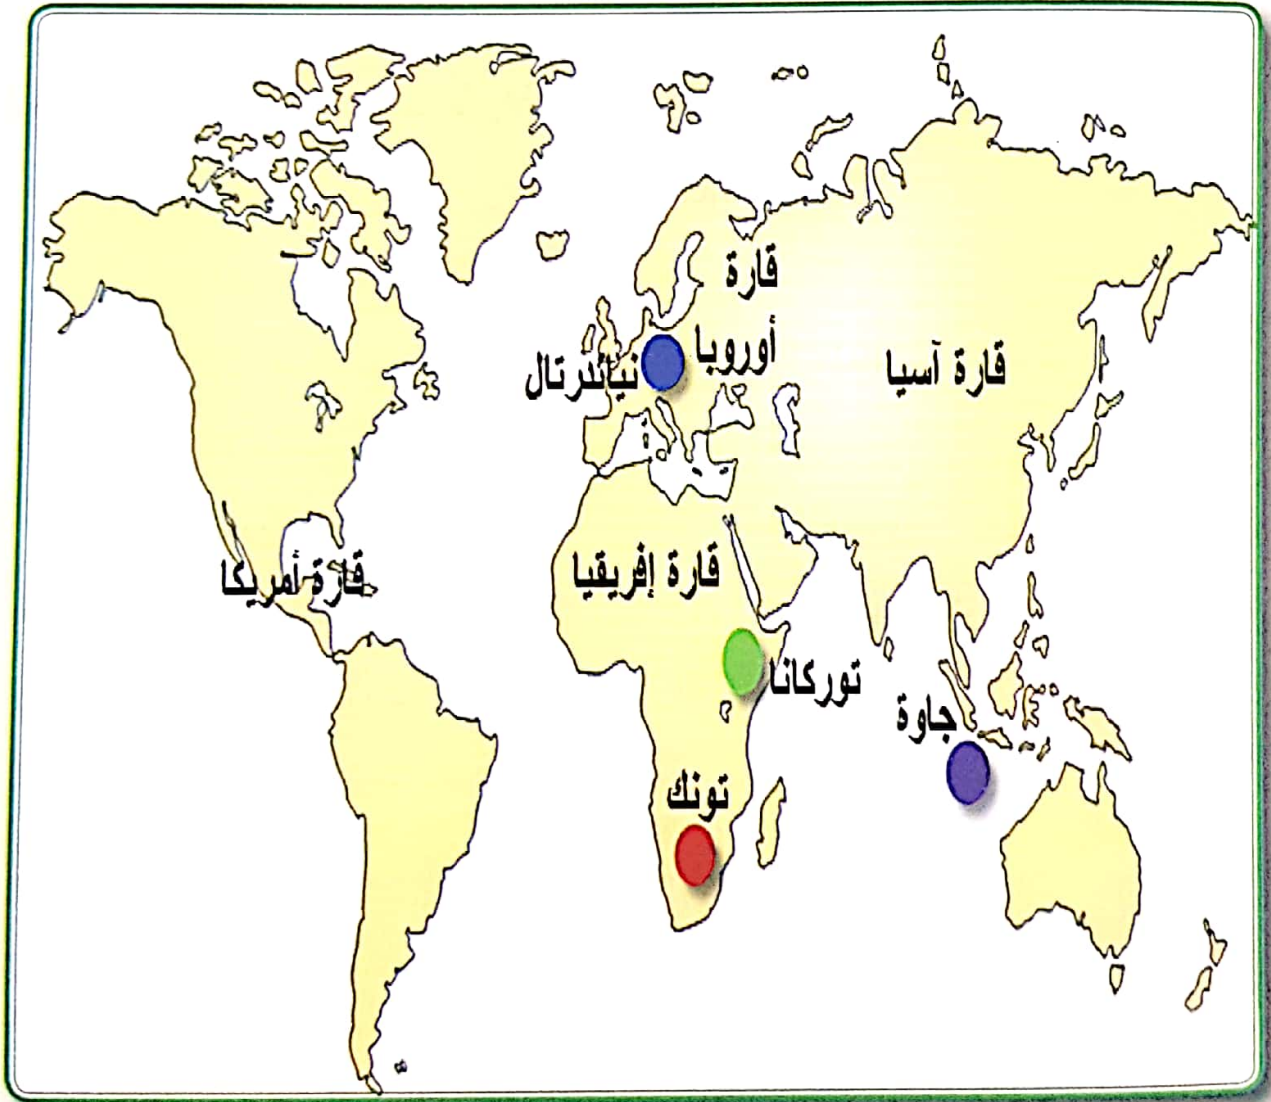 قارة
أوروبا
نياندرتال
قارة آسيا
قارة أمريكا
قارة إفريقيا
توركانا
جاوة
تونك